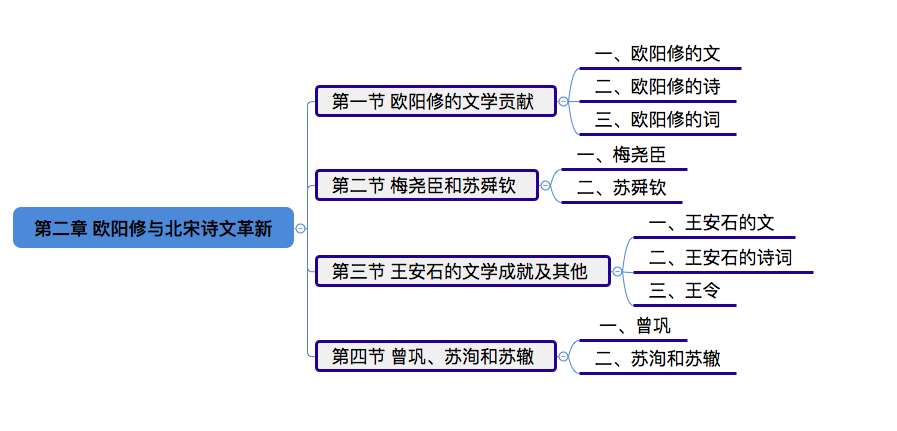 第二章 欧阳修与北宋诗文革新
第一节 欧阳修的文学贡献
一、欧阳修的文
二、欧阳修的诗
三、欧阳修的词
第二节 梅尧臣和苏舜钦
一、梅尧臣
二、苏舜钦
第三节 王安石的文学成就及其他
一、王安石的文
二、王安石的诗词
三、王令
第四节 曾巩、苏洵和苏辙
一、曾巩
二、苏洵和苏辙